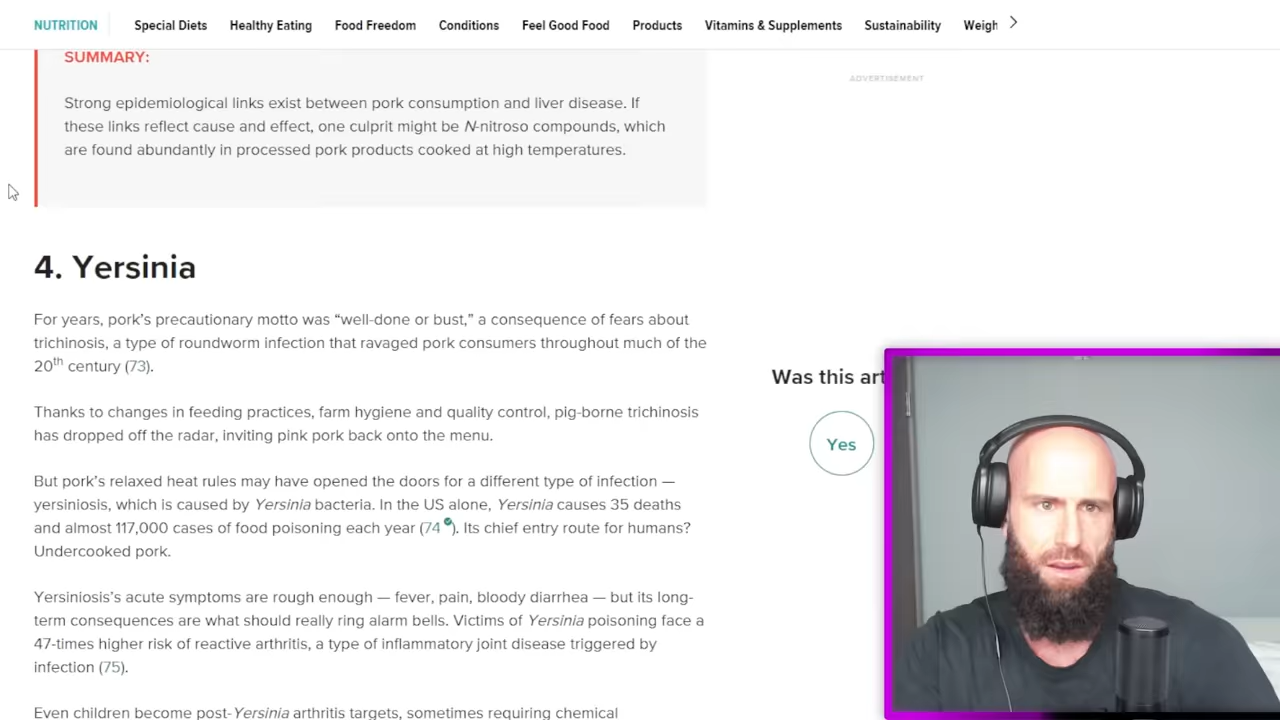 NUTRITION Special Diets Healthy Eating Food Freedom Conditions Feel Good Food Products Vitamins & Supplements Sustainability Weigh
SUMMARY:
ADVERTISEMENT
Strong epidemiological links exist between pork consumption and liver disease. If
these links reflect cause and effect, one culprit might be N-nitroso compounds, which
are found abundantly in processed pork products cooked at high temperatures.
4. Yersinia
For years, pork’s precautionary motto was “well-done or bust,” a consequence of fears about
trichinosis, a type of roundworm infection that ravaged pork consumers throughout much of the
20th century (73).
Thanks to changes in feeding practices, farm hygiene and quality control, pig-borne trichinosis
has dropped off the radar, inviting pink pork back onto the menu.
But pork’s relaxed heat rules may have opened the doors for a different type of infection —
yersiniosis, which is caused by Yersinia bacteria. In the US alone, Yersinia causes 35 deaths
and almost 117,000 cases of food poisoning each year (74). Its chief entry route for humans?
Undercooked pork.
Yersiniosis’s acute symptoms are rough enough — fever, pain, bloody diarrhea — but its long-
term consequences are what should really ring alarm bells. Victims of Yersinia poisoning face a
47-times higher risk of reactive arthritis, a type of inflammatory joint disease triggered by
infection (75).
Even children become post-Yersinia arthritis targets, sometimes requiring chemical
Was this art
Yes